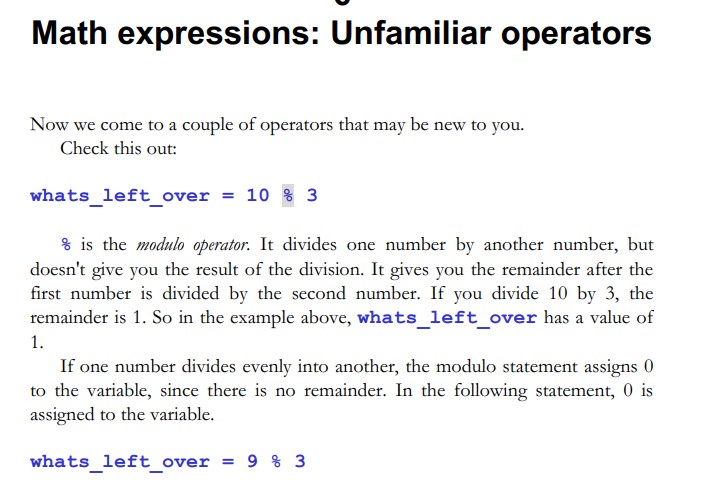 Math expressions: Unfamiliar operators
Now we come to a couple of operators that may be new to you.
Check this out:
whats_left_over = 10 % 3
% is the modulo operator. It divides one number by another number, but
doesn't give you the result of the division. It gives you the remainder after the
first number is divided by the second number. If you divide 10 by 3, the
remainder is 1. So in the example above, whats_left_over has a value of
1.
If one number divides evenly into another, the modulo statement assigns 0
to the variable, since there is no remainder. In the following statement, 0 is
assigned to the variable.
whats_left_over = 9 % 3